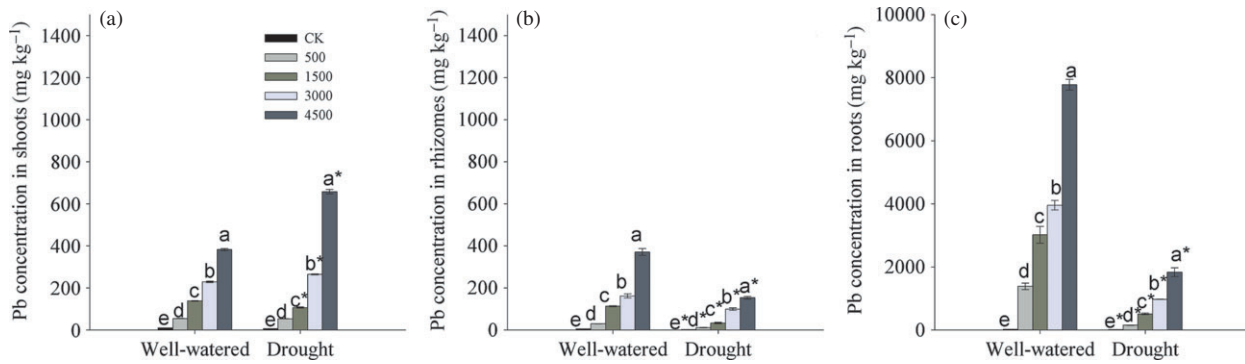 (a)
Pb concentration in shoots (mg kg⁻¹)
1400
1200
1000
800
600
400
200
0
CK
500
1500
3000
4500
e d c b a
e d c* b* a*
Well-watered Drought
(b)
Pb concentration in rhizomes (mg kg⁻¹)
1400
1200
1000
800
600
400
200
0
e d c b a
e* d* c* b* a*
Well-watered Drought
(c)
Pb concentration in roots (mg kg⁻¹)
10000
8000
6000
4000
2000
0
e d c b a
e* d* c* b* a*
Well-watered Drought